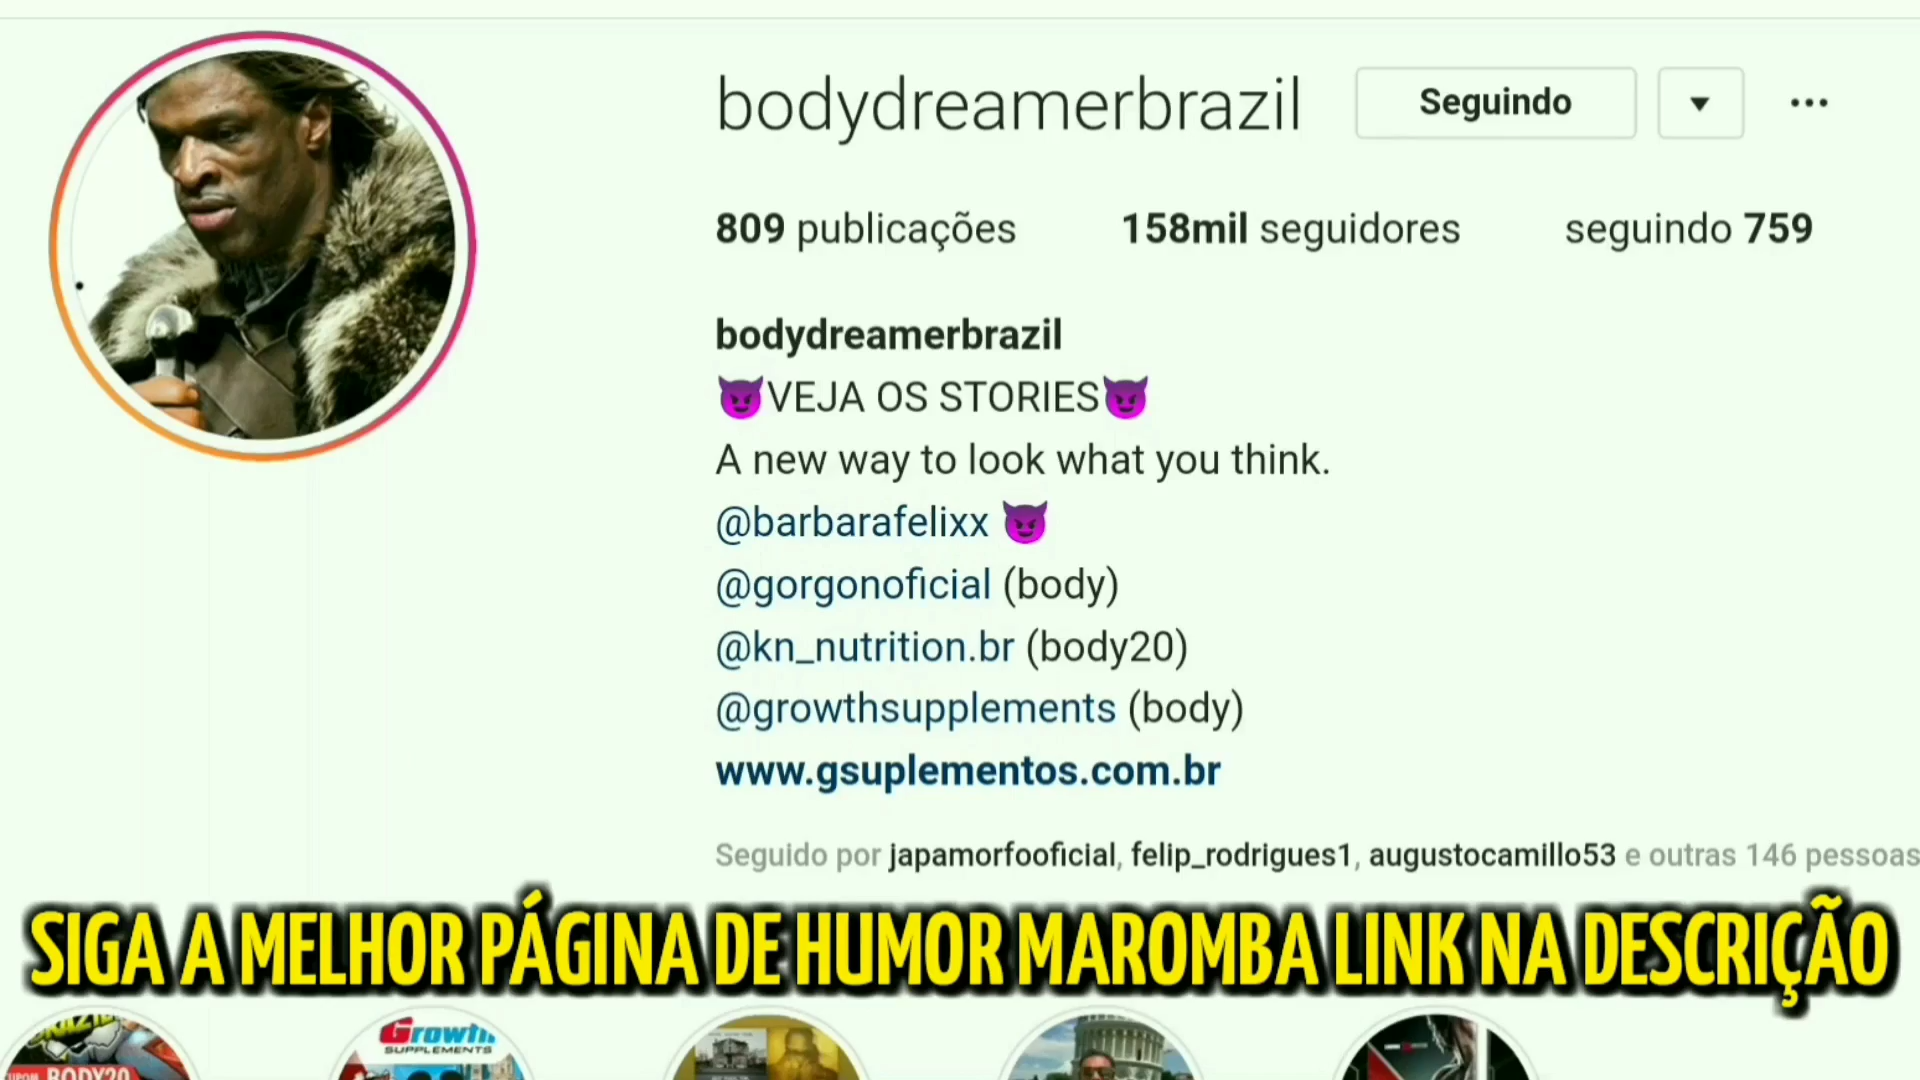 bodydreamerbrazil Seguindo
809 publicações 158mil seguidores seguindo 759
bodydreamerbrazil
😈VEJA OS STORIES😈
A new way to look what you think.
@barbarafelixx 😈
@gorgonoficial (body)
@kn_nutrition.br (body20)
@growthsupplements (body)
www.gsuplementos.com.br
Seguido por japamorfooficial, felip_rodrigues1, augustocamillo53 e outras 146 pessoas
SIGA A MELHOR PÁGINA DE HUMOR MAROMBA LINK NA DESCRIÇÃO
Growth
SUPPLEMENTS
BODY20